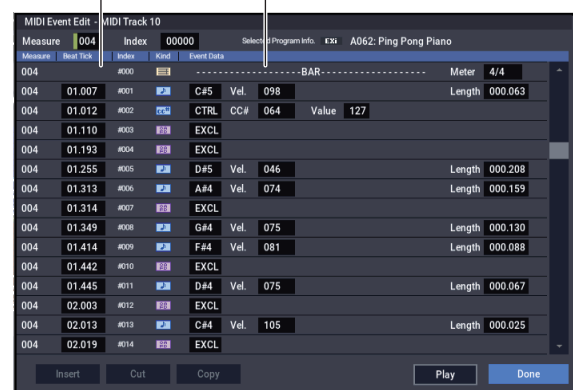 MIDI Event Edit - MIDI Track 10
Measure 004 Index 00000 Selected Program Info. EXi A062: Ping Pong Piano
Measure Beat Tick Index Kind Event Data
004 #000 BAR Meter 4/4
004 01.007 #001 C#5 Vel. 098 Length 000.063
004 01.012 #002 CTRL CC# 064 Value 127
004 01.110 #003 EXCL
004 01.193 #004 EXCL
004 01.255 #005 D#5 Vel. 046 Length 000.208
004 01.313 #006 A#4 Vel. 074 Length 000.159
004 01.314 #007 EXCL
004 01.349 #008 G#4 Vel. 075 Length 000.130
004 01.414 #009 F#4 Vel. 081 Length 000.088
004 01.442 #010 EXCL
004 01.445 #011 D#4 Vel. 075 Length 000.067
004 02.003 #012 EXCL
004 02.013 #013 C#4 Vel. 105 Length 000.025
004 02.019 #014 EXCL
Insert Cut Copy Play Done